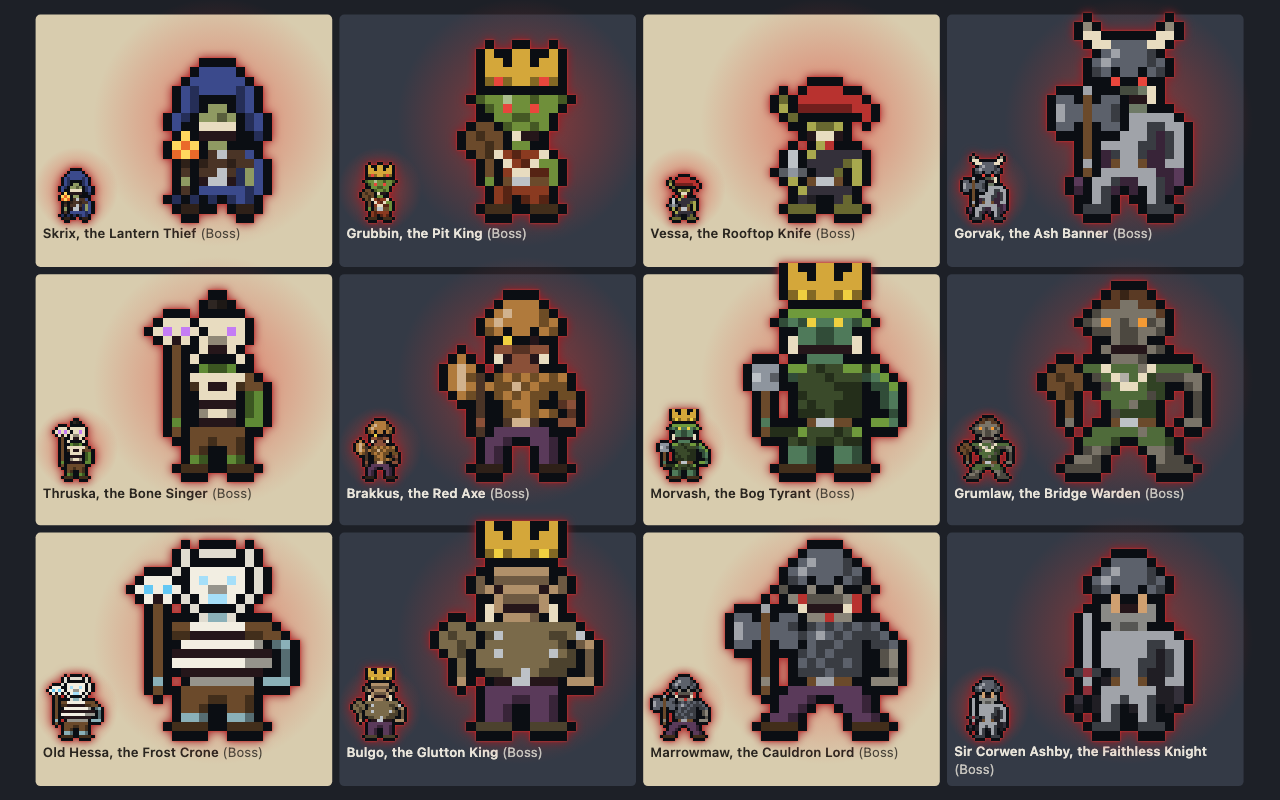 Skrix, the Lantern Thief (Boss)
Grubbin, the Pit King (Boss)
Vessa, the Rooftop Knife (Boss)
Gorvak, the Ash Banner (Boss)
Thruska, the Bone Singer (Boss)
Brakkus, the Red Axe (Boss)
Morvash, the Bog Tyrant (Boss)
Grumlaw, the Bridge Warden (Boss)
Old Hessa, the Frost Crone (Boss)
Bulgo, the Glutton King (Boss)
Marrowmaw, the Cauldron Lord (Boss)
Sir Corwen Ashby, the Faithless Knight
(Boss)